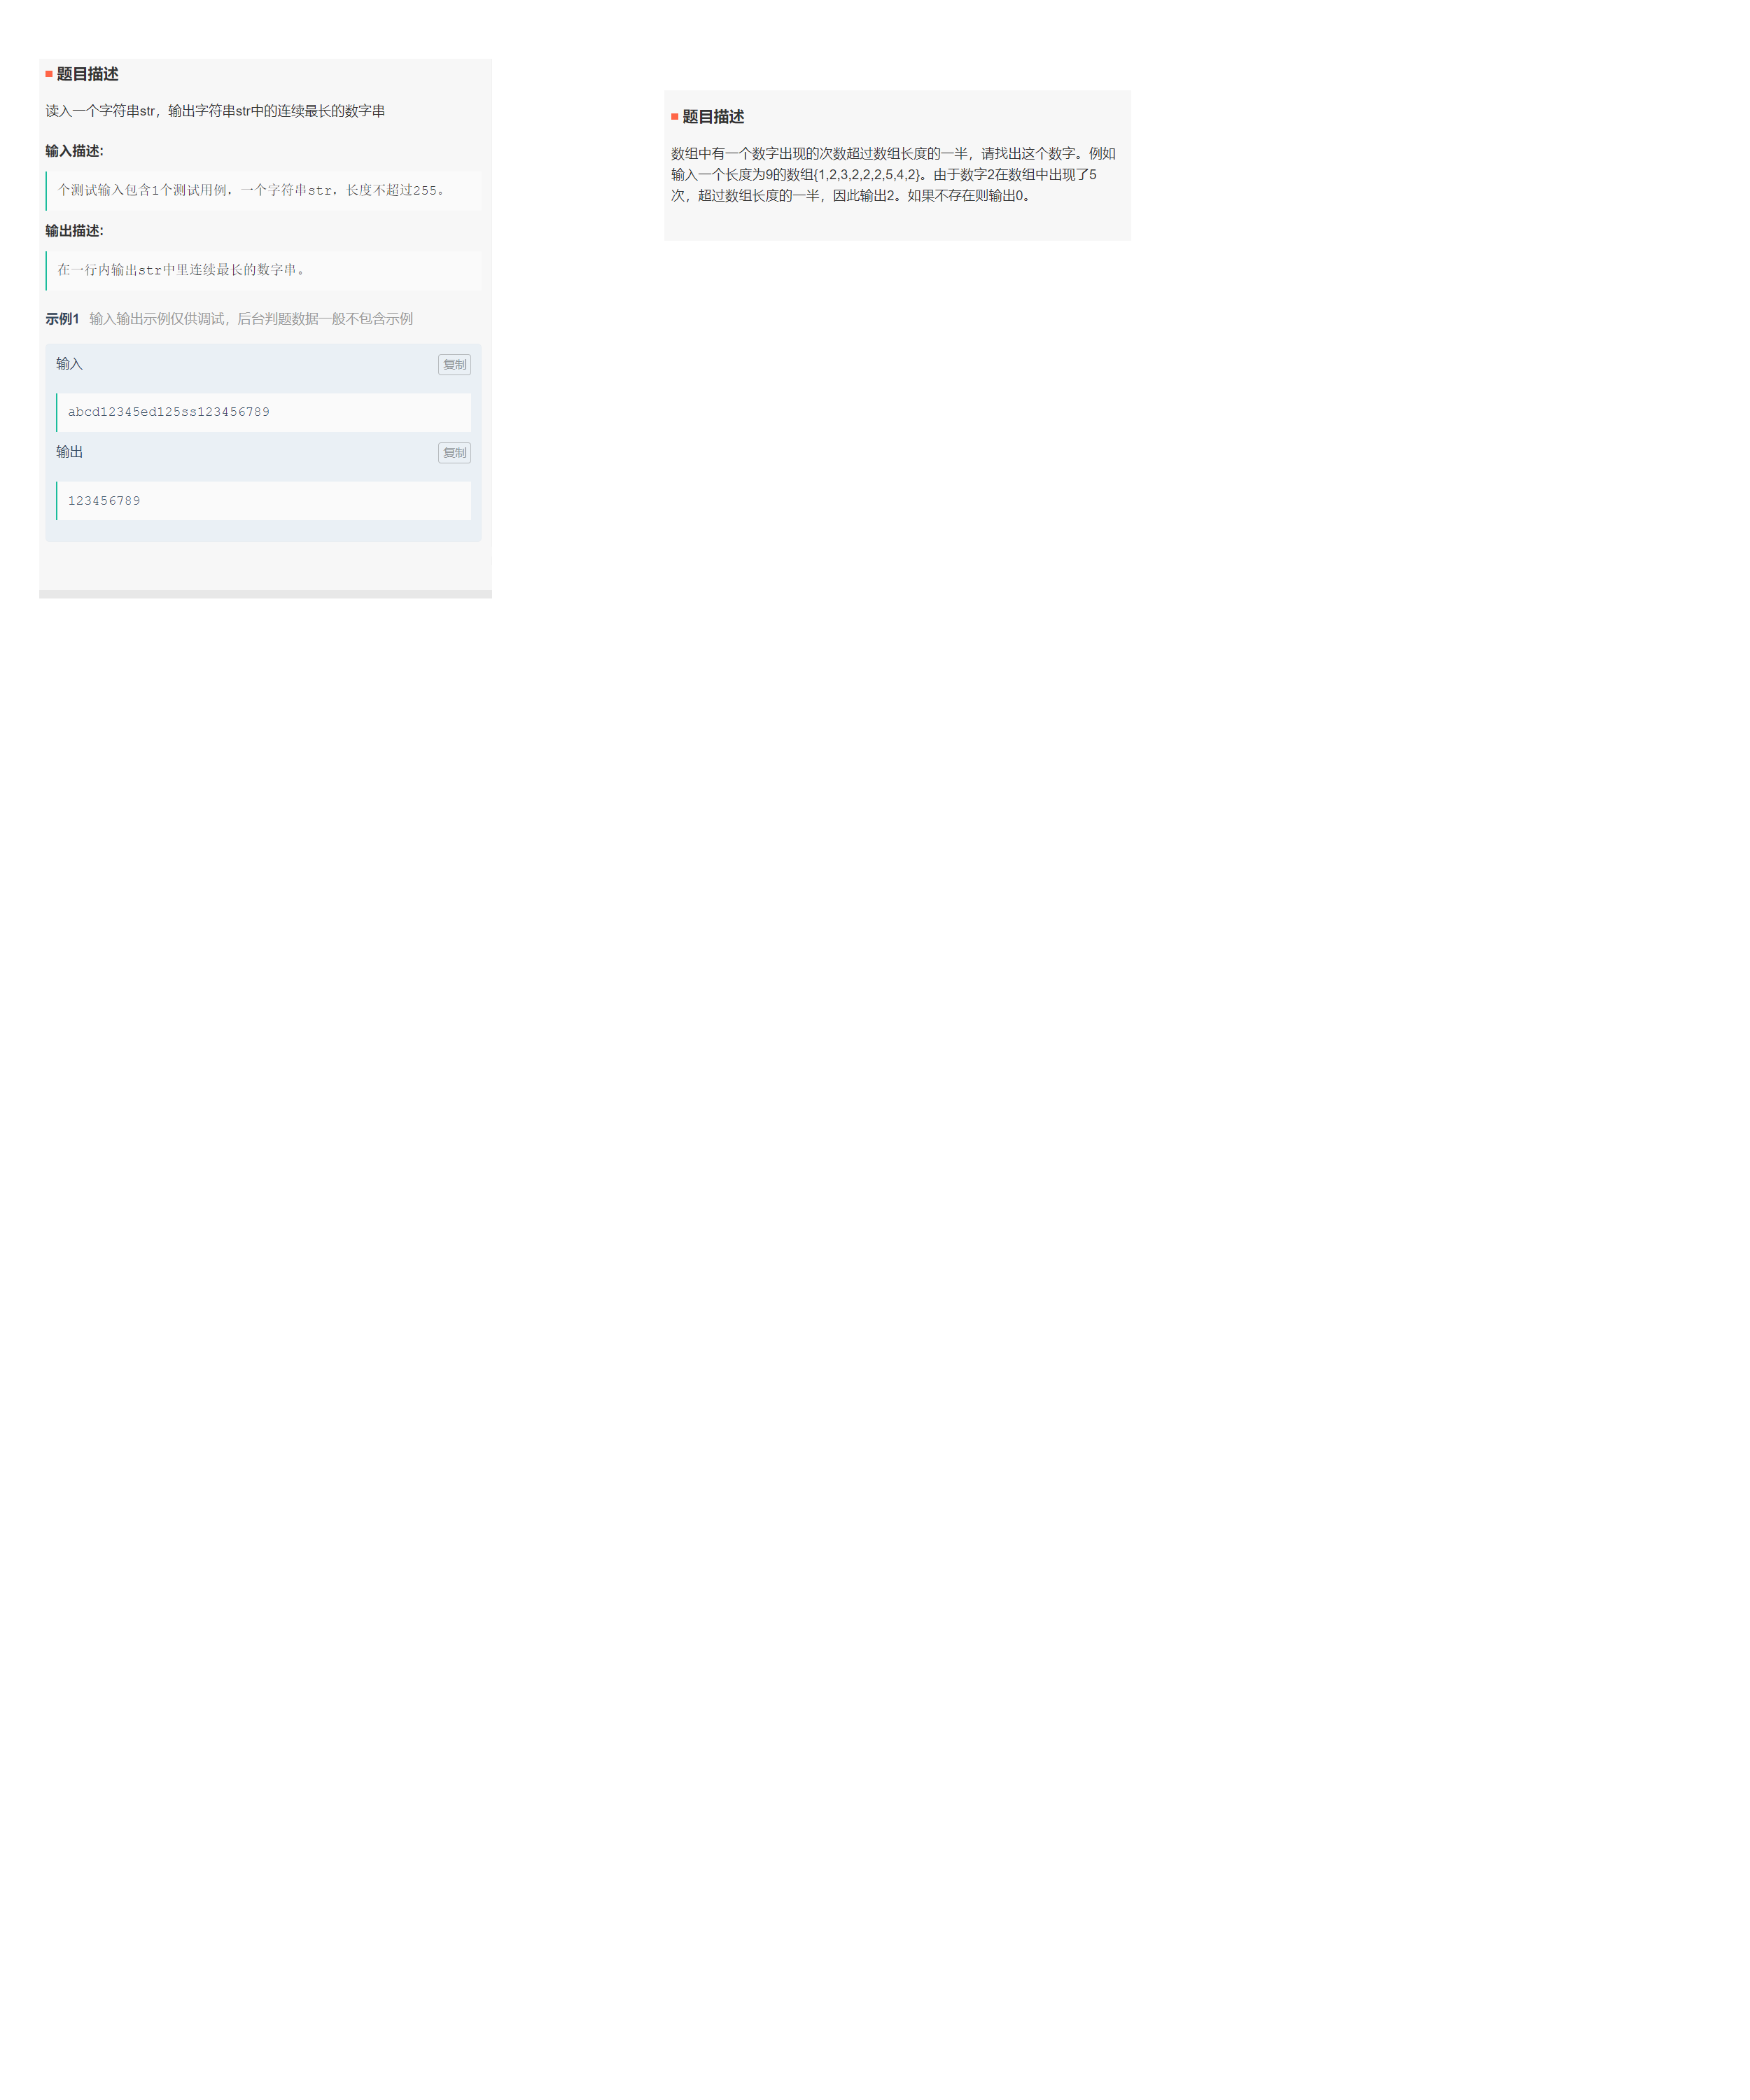 题目描述
读入一个字符串str，输出字符串str中的连续最长的数字串
输入描述:
个测试输入包含1个测试用例，一个字符串str，长度不超过255。
输出描述:
在一行内输出str中里连续最长的数字串。
示例1 输入输出示例仅供调试，后台判题数据一般不包含示例
输入 复制
abcd12345ed125ss123456789
输出 复制
123456789
题目描述
数组中有一个数字出现的次数超过数组长度的一半，请找出这个数字。例如
输入一个长度为9的数组{1,2,3,2,2,2,5,4,2}。由于数字2在数组中出现了5
次，超过数组长度的一半，因此输出2。如果不存在则输出0。